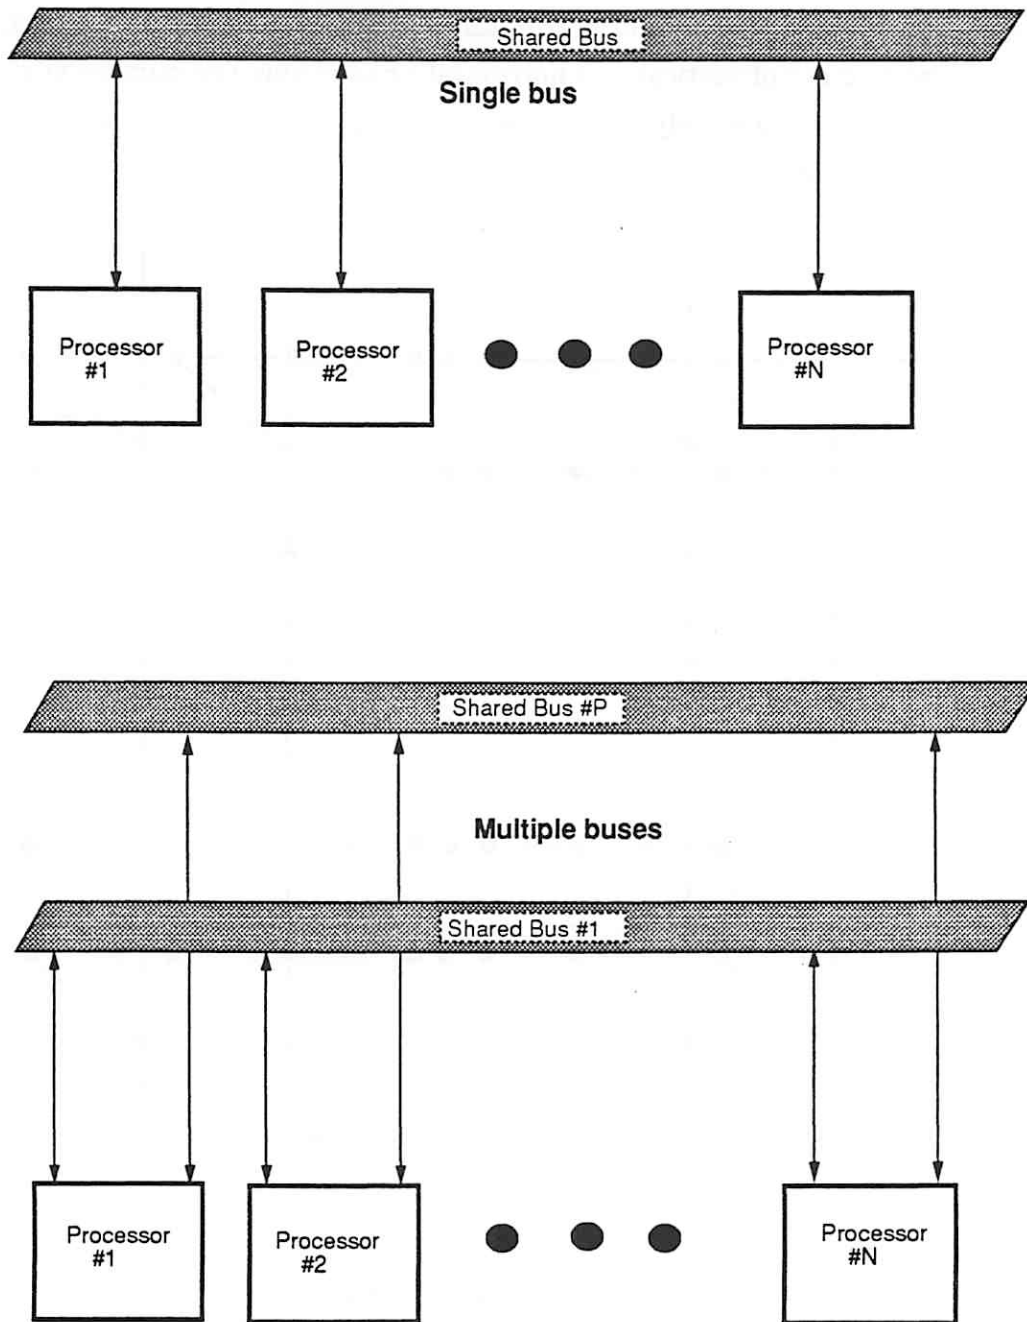 Shared Bus
Single bus
Processor
#1
Processor
#2
Processor
#N
Shared Bus #P
Multiple buses
Shared Bus #1
Processor
#1
Processor
#2
Processor
#N